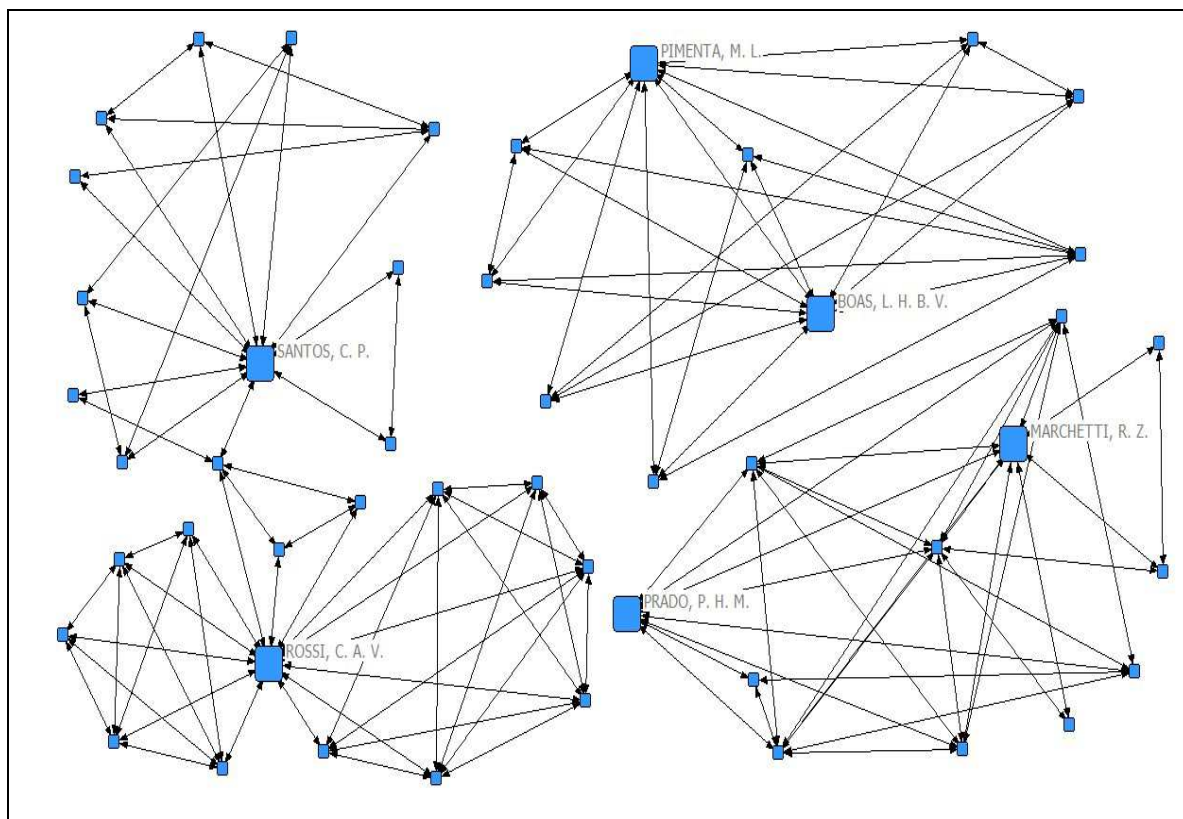 PIMENTA, M. L.
BOAS, L. H. B. V.
SANTOS, C. P.
MARCHETTI, R. Z.
PRADO, P. H. M.
ROSSI, C. A. V.